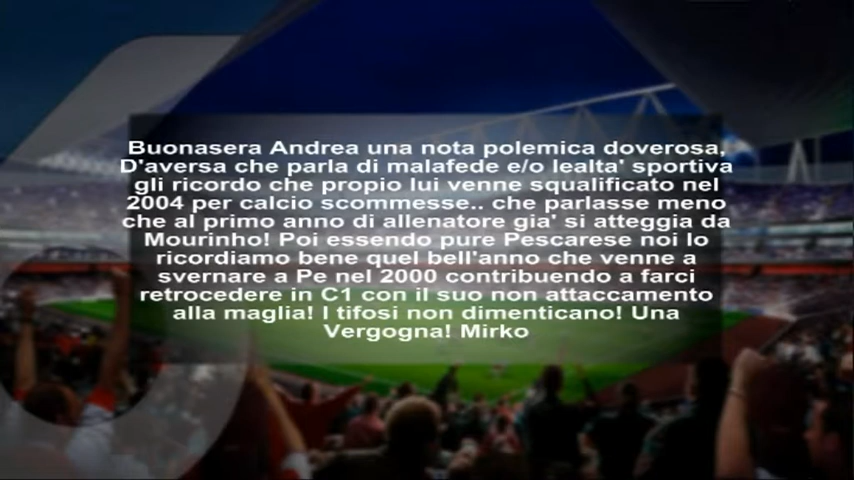 Buonasera Andrea una nota polemica doverosa,
D'aversa che parla di malafede e/o lealta' sportiva
gli ricordo che propio lui venne squalificato nel
2004 per calcio scommesse.. che parlasse meno
che al primo anno di allenatore gia' si atteggia da
Mourinho! Poi essendo pure Pescarese noi lo
ricordiamo bene quel bell'anno che venne a
svernare a Pe nel 2000 contribuendo a farci
retrocedere in C1 con il suo non attaccamento
alla maglia! I tifosi non dimenticano! Una
Vergogna! Mirko